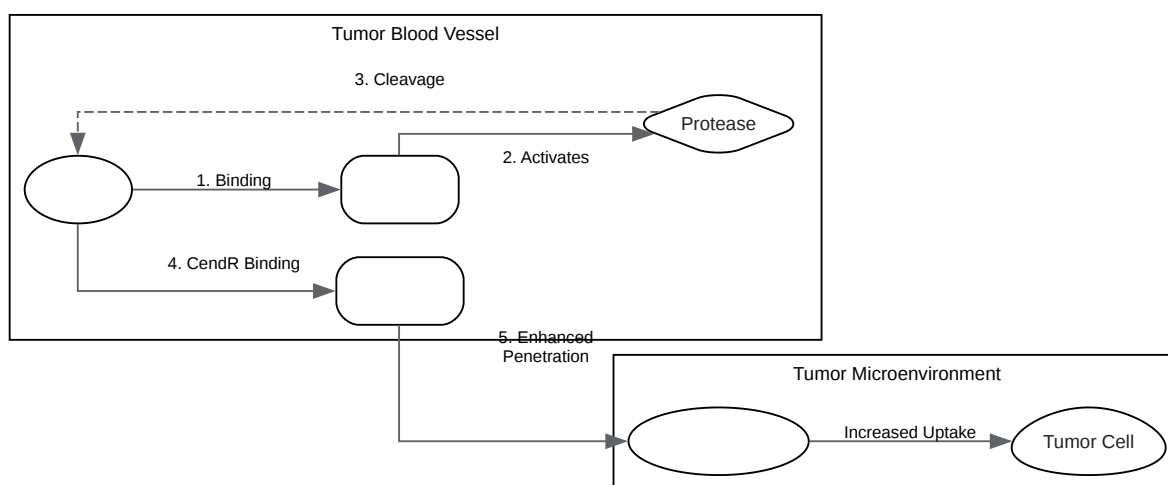 Tumor Blood Vessel
3. Cleavage
Protease
2. Activates
1. Binding
4. CendR Binding
5. Enhanced
Penetration
Tumor Microenvironment
Increased Uptake
Tumor Cell